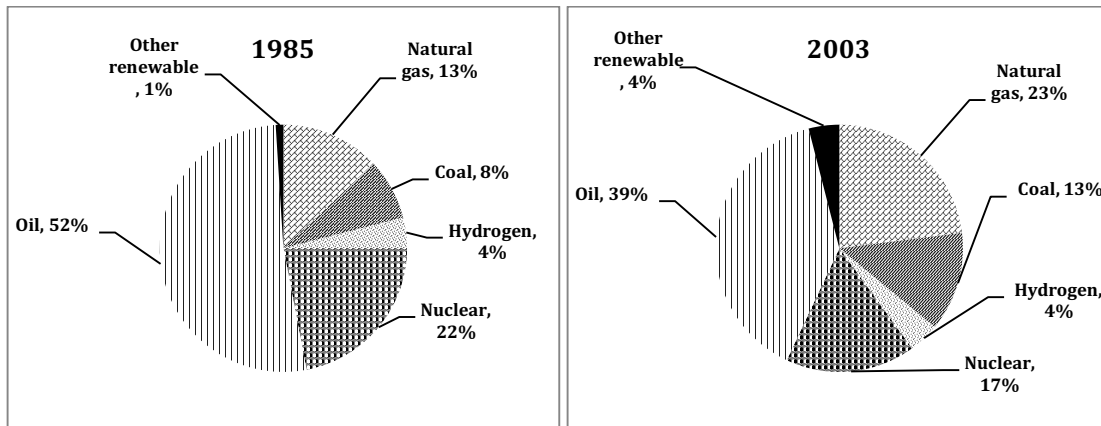 1985
Other
renewable
, 1%
Natural
gas, 13%
Coal, 8%
Hydrogen,
4%
Nuclear,
22%
Oil, 52%
2003
Other
renewable
, 4%
Natural
gas, 23%
Coal, 13%
Hydrogen,
4%
Nuclear,
17%
Oil, 39%